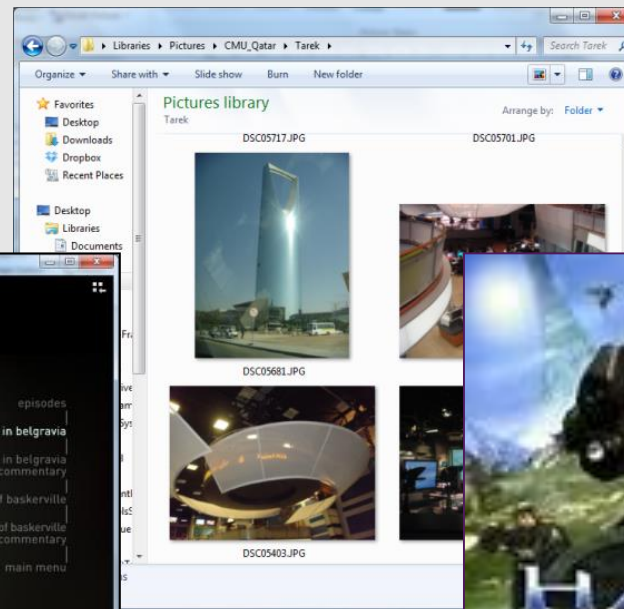 Libraries ▸ Pictures ▸ CMU_Qatar ▸ Tarek ▸
Search Tarek
Organize
Share with
Slide show
Burn
New folder
Favorites
Desktop
Downloads
Dropbox
Recent Places
Desktop
Libraries
Documents
Pictures library
Tarek
Arrange by: Folder
DSC05717.JPG
DSC05701.JPG
DSC05681.JPG
DSC05403.JPG
episodes
in belgravia
in belgravia
commentary
f baskerville
of baskerville
commentary
main menu